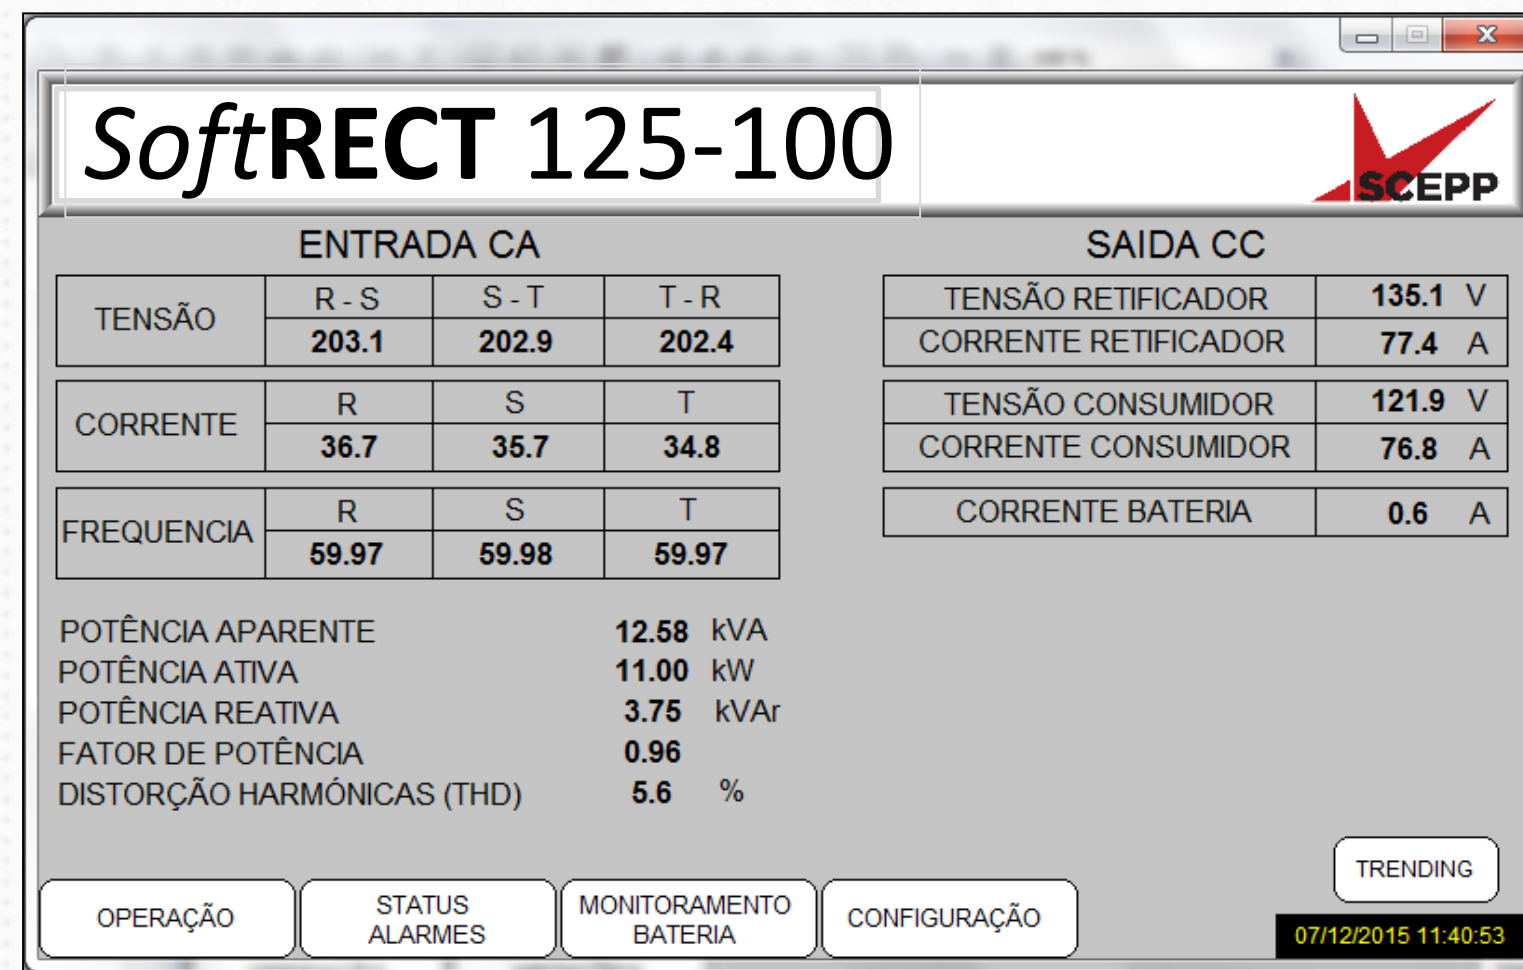 SoftRECT 125-100
SCEPP
ENTRADA CA
TENSÃO
R - S S - T T - R
203.1 202.9 202.4
CORRENTE
R S T
36.7 35.7 34.8
FREQUENCIA
R S T
59.97 59.98 59.97
POTÊNCIA APARENTE 12.58 kVA
POTÊNCIA ATIVA 11.00 kW
POTÊNCIA REATIVA 3.75 kVAr
FATOR DE POTÊNCIA 0.96
DISTORÇÃO HARMÓNICAS (THD) 5.6 %
SAIDA CC
TENSÃO RETIFICADOR 135.1 V
CORRENTE RETIFICADOR 77.4 A
TENSÃO CONSUMIDOR 121.9 V
CORRENTE CONSUMIDOR 76.8 A
CORRENTE BATERIA 0.6 A
TRENDING
OPERAÇÃO
STATUS
ALARMES
MONITORAMENTO
BATERIA
CONFIGURAÇÃO
07/12/2015 11:40:53